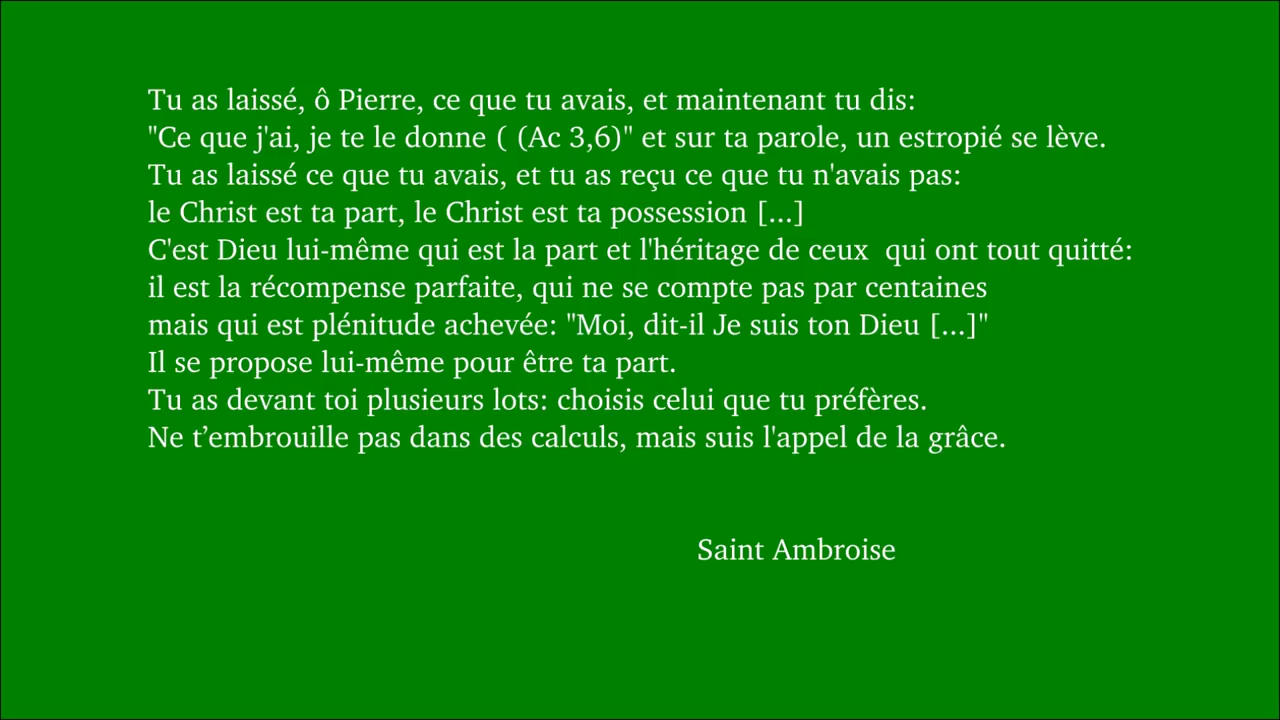 Tu as laissé, ô Pierre, ce que tu avais, et maintenant tu dis:
"Ce que j'ai, je te le donne ( (Ac 3,6)" et sur ta parole, un estropié se lève.
Tu as laissé ce que tu avais, et tu as reçu ce que tu n'avais pas:
le Christ est ta part, le Christ est ta possession [...]
C'est Dieu lui-même qui est la part et l'héritage de ceux  qui ont tout quitté:
il est la récompense parfaite, qui ne se compte pas par centaines
mais qui est plénitude achevée: "Moi, dit-il Je suis ton Dieu [...]"
Il se propose lui-même pour être ta part.
Tu as devant toi plusieurs lots: choisis celui que tu préfères.
Ne t’embrouille pas dans des calculs, mais suis l'appel de la grâce.
Saint Ambroise